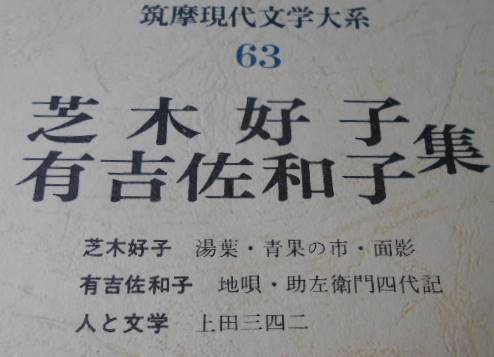 筑摩現代文学大系
63
芝木好子
有吉佐和子集
芝木好子 湯葉・青果の市・面影
有吉佐和子 地唄・助左衛門四代記
人と文学 上田三四二